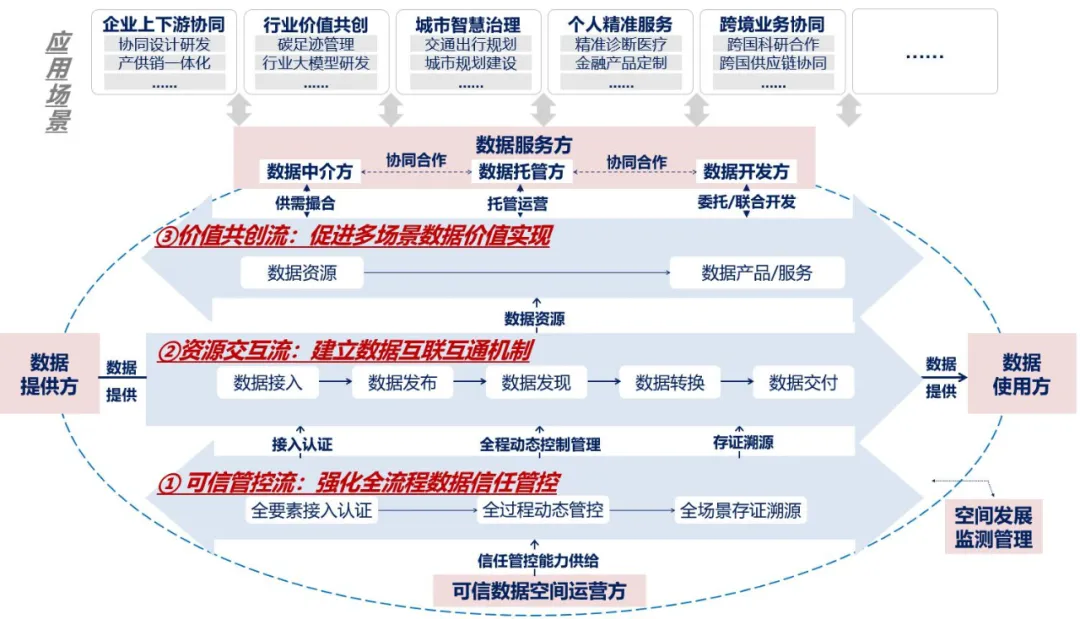 应用场景
企业上下游协同
协同设计研发
产供销一体化
......
行业价值共创
碳足迹管理
行业大模型研发
......
城市智慧治理
交通出行规划
城市规划建设
......
个人精准服务
精准诊断医疗
金融产品定制
......
跨境业务协同
跨国科研合作
跨国供应链协同
......
......
数据服务方
数据中介方
协同合作
数据托管方
协同合作
数据开发方
供需撮合
托管运营
委托/联合开发
③价值共创流：促进多场景数据价值实现
数据资源
数据产品/服务
数据资源
数据
提供方
数据
提供
②资源交互流：建立数据互联互通机制
数据接入
数据发布
数据发现
数据转换
数据交付
数据
提供
数据
使用方
接入认证
全程动态控制管理
存证溯源
① 可信管控流：强化全流程数据信任管控
全要素接入认证
全过程动态管控
全场景存证溯源
空间发展
监测管理
信任管控能力供给
可信数据空间运营方